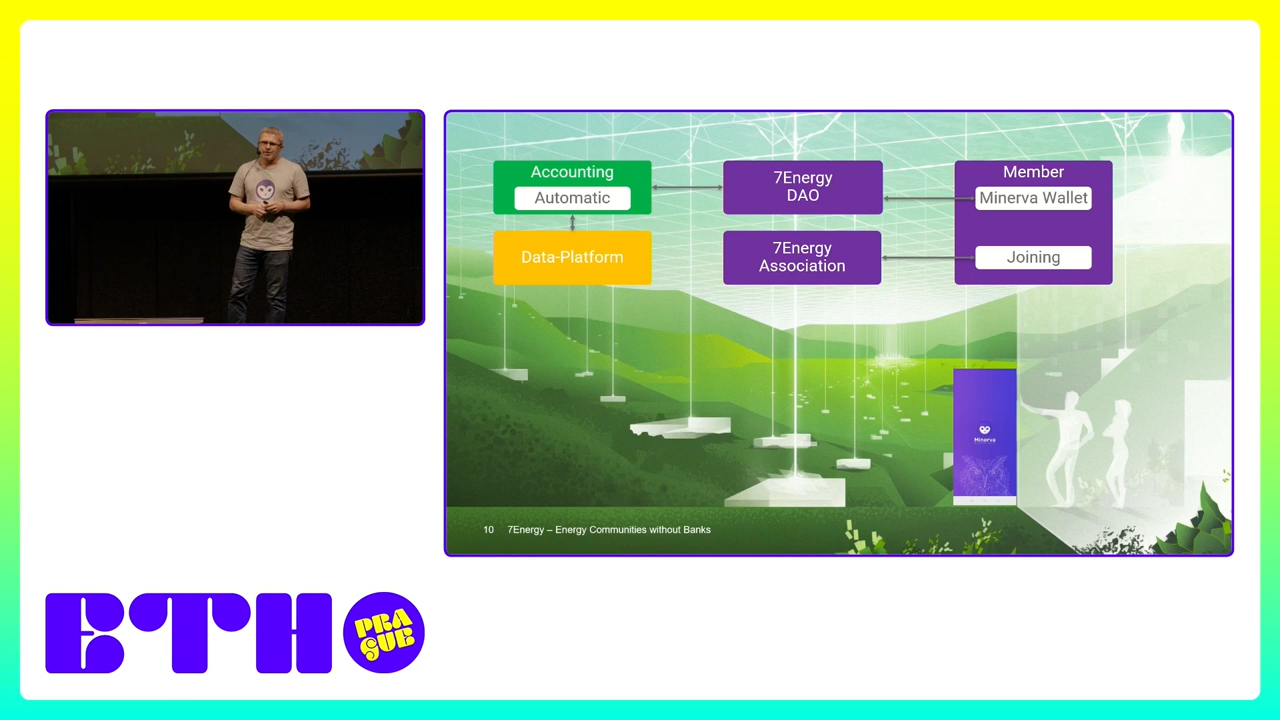 Accounting
Automatic
7Energy
DAO
Member
Minerva Wallet
Data-Platform
7Energy
Association
Joining
Minerva
10 7Energy – Energy Communities without Banks
ETH
PRA
GUE